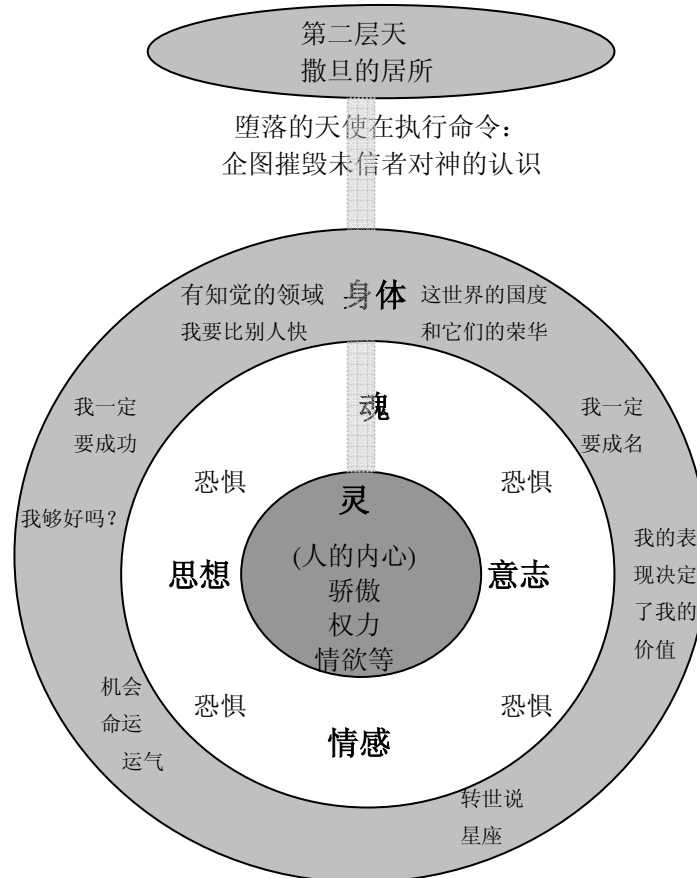 第二层天
撒旦的居所
堕落的天使在执行命令：
企图摧毁未信者对神的认识
有知觉的领域
我要比别人快
身体
这世界的国度
和它们的荣华
我一定
要成功
魂
我一定
要成名
恐惧
恐惧
我够好吗？
灵
(人的内心)
骄傲
权力
情欲等
思想
意志
我的表
现决定
了我的
价值
机会
命运
运气
恐惧
恐惧
情感
转世说
星座